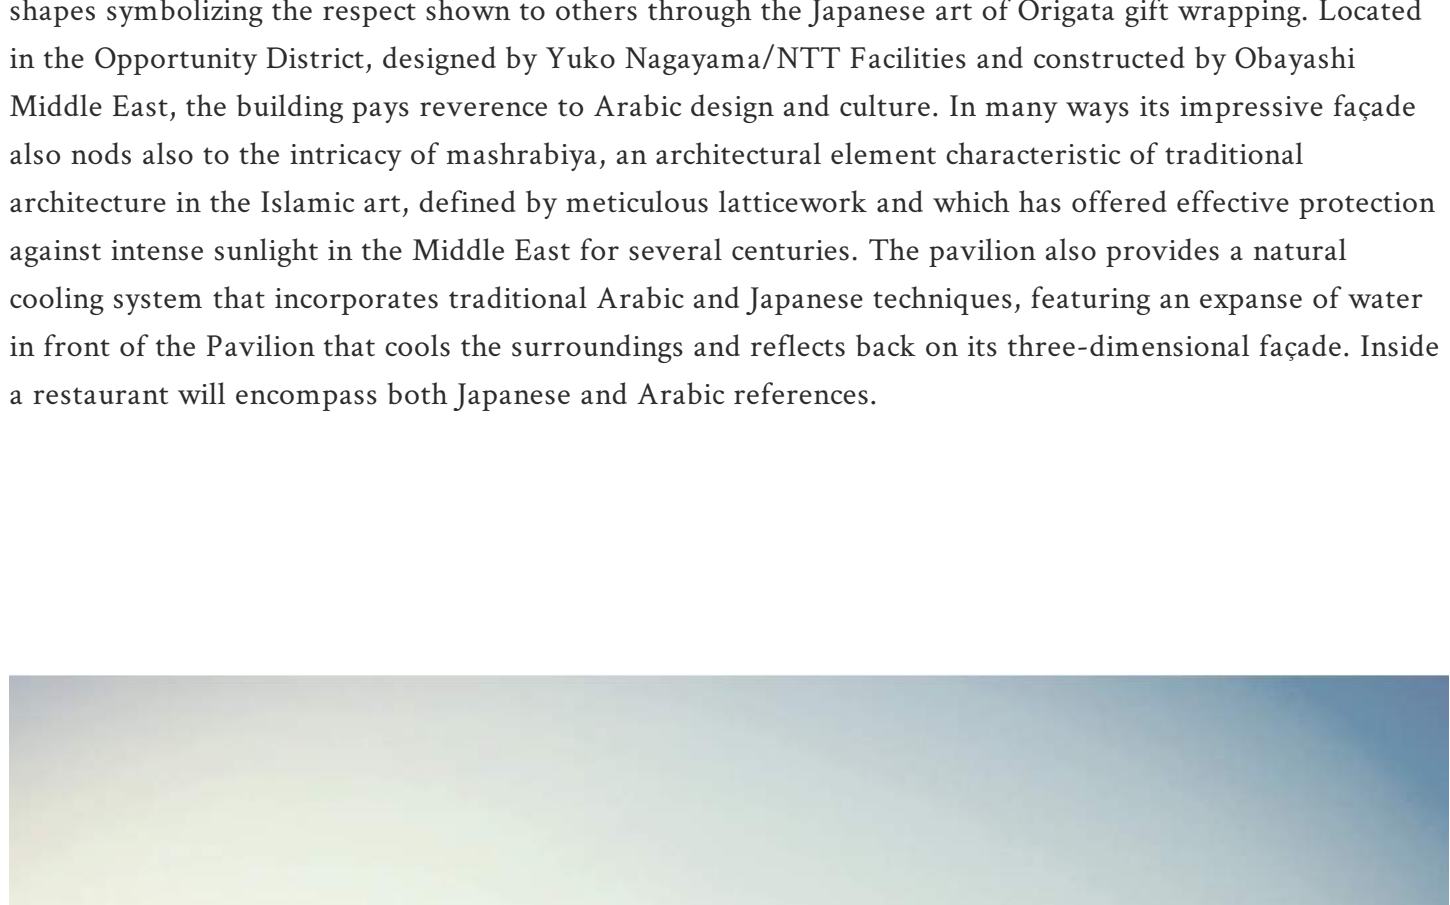 shapes symbolizing the respect shown to others through the Japanese art of Origata gift wrapping. Located
in the Opportunity District, designed by Yuko Nagayama/NTT Facilities and constructed by Obayashi
Middle East, the building pays reverence to Arabic design and culture. In many ways its impressive façade
also nods also to the intricacy of mashrabiya, an architectural element characteristic of traditional
architecture in the Islamic art, defined by meticulous latticework and which has offered effective protection
against intense sunlight in the Middle East for several centuries. The pavilion also provides a natural
cooling system that incorporates traditional Arabic and Japanese techniques, featuring an expanse of water
in front of the Pavilion that cools the surroundings and reflects back on its three-dimensional façade. Inside
a restaurant will encompass both Japanese and Arabic references.